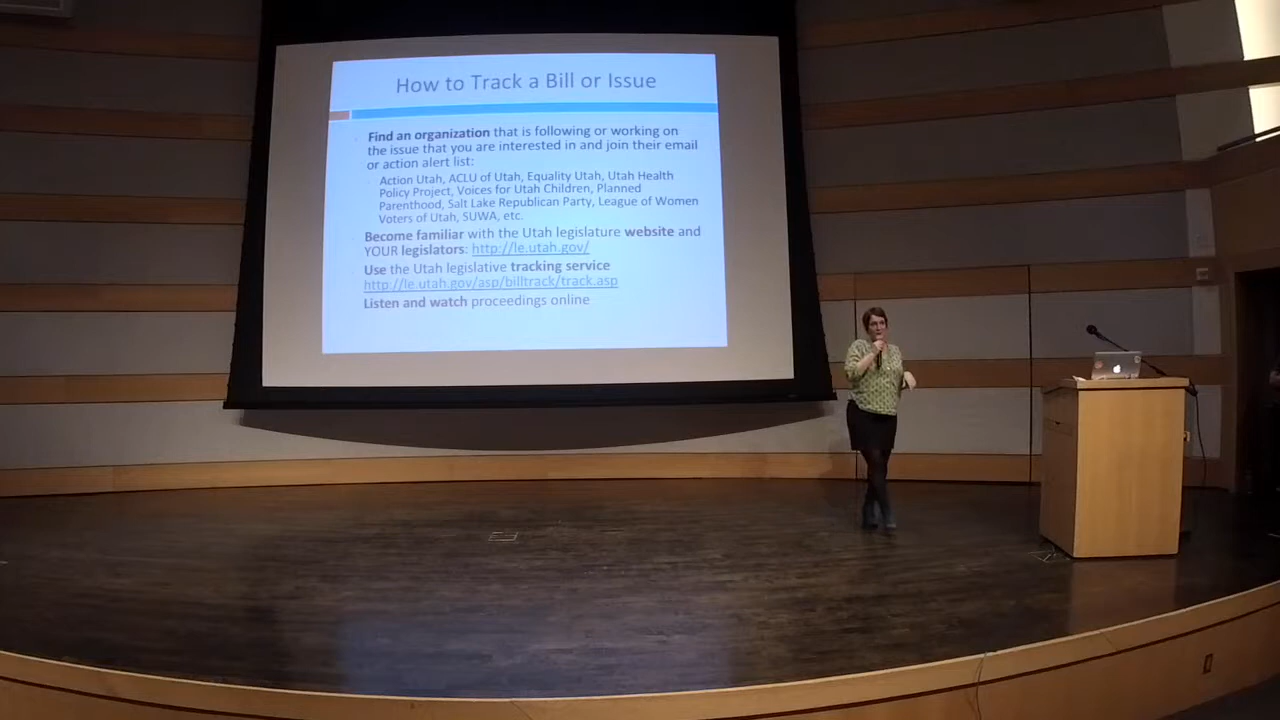 How to Track a Bill or Issue
Find an organization that is following or working on
the issue that you are interested in and join their email
or action alert list:
Action Utah, ACLU of Utah, Equality Utah, Utah Health
Policy Project, Voices for Utah Children, Planned
Parenthood, Salt Lake Republican Party, League of Women
Voters of Utah, SUWA, etc.
Become familiar with the Utah legislature website and
YOUR legislators: http://le.utah.gov/
Use the Utah legislative tracking service
http://le.utah.gov/asp/billtrack/track.asp
Listen and watch proceedings online